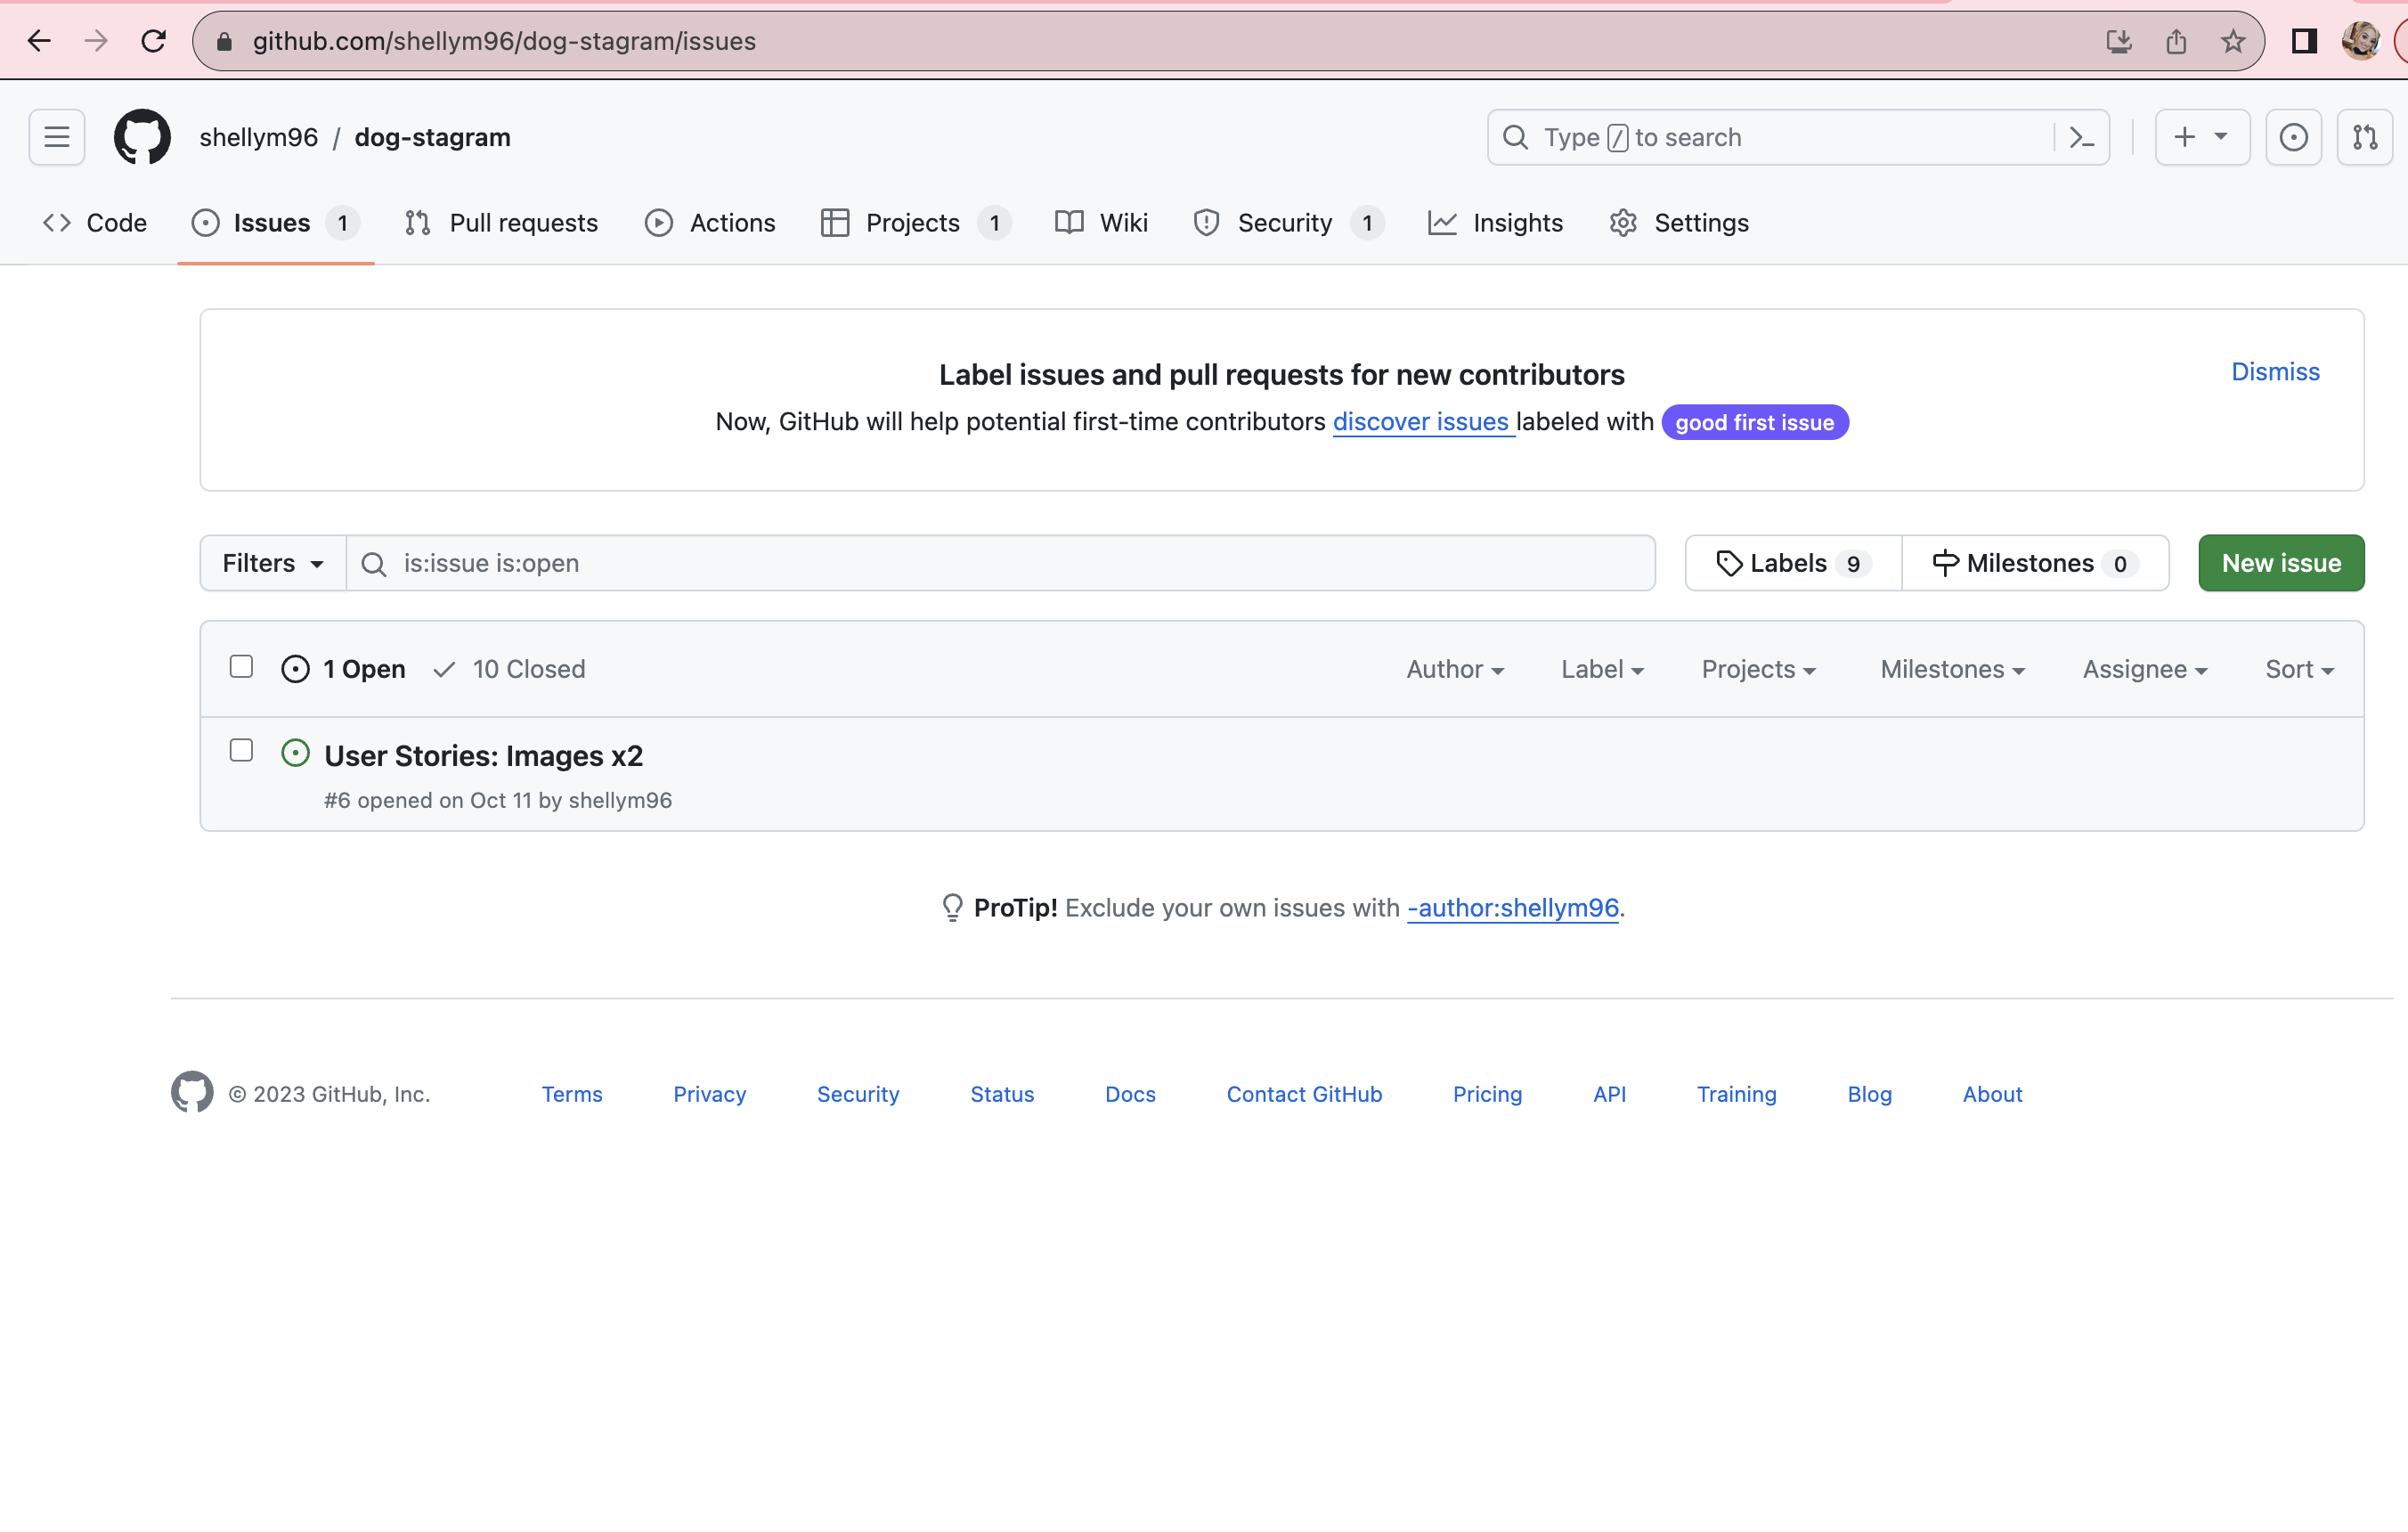 github.com/shellym96/dog-stagram/issues
shellym96 / dog-stagram
Type / to search
Code Issues 1 Pull requests Actions Projects 1 Wiki Security 1 Insights Settings
Label issues and pull requests for new contributors
Dismiss
Now, GitHub will help potential first-time contributors discover issues labeled with good first issue
Filters is:issue is:open Labels 9 Milestones 0 New issue
1 Open 10 Closed Author Label Projects Milestones Assignee Sort
User Stories: Images x2
#6 opened on Oct 11 by shellym96
ProTip! Exclude your own issues with -author:shellym96.
© 2023 GitHub, Inc. Terms Privacy Security Status Docs Contact GitHub Pricing API Training Blog About